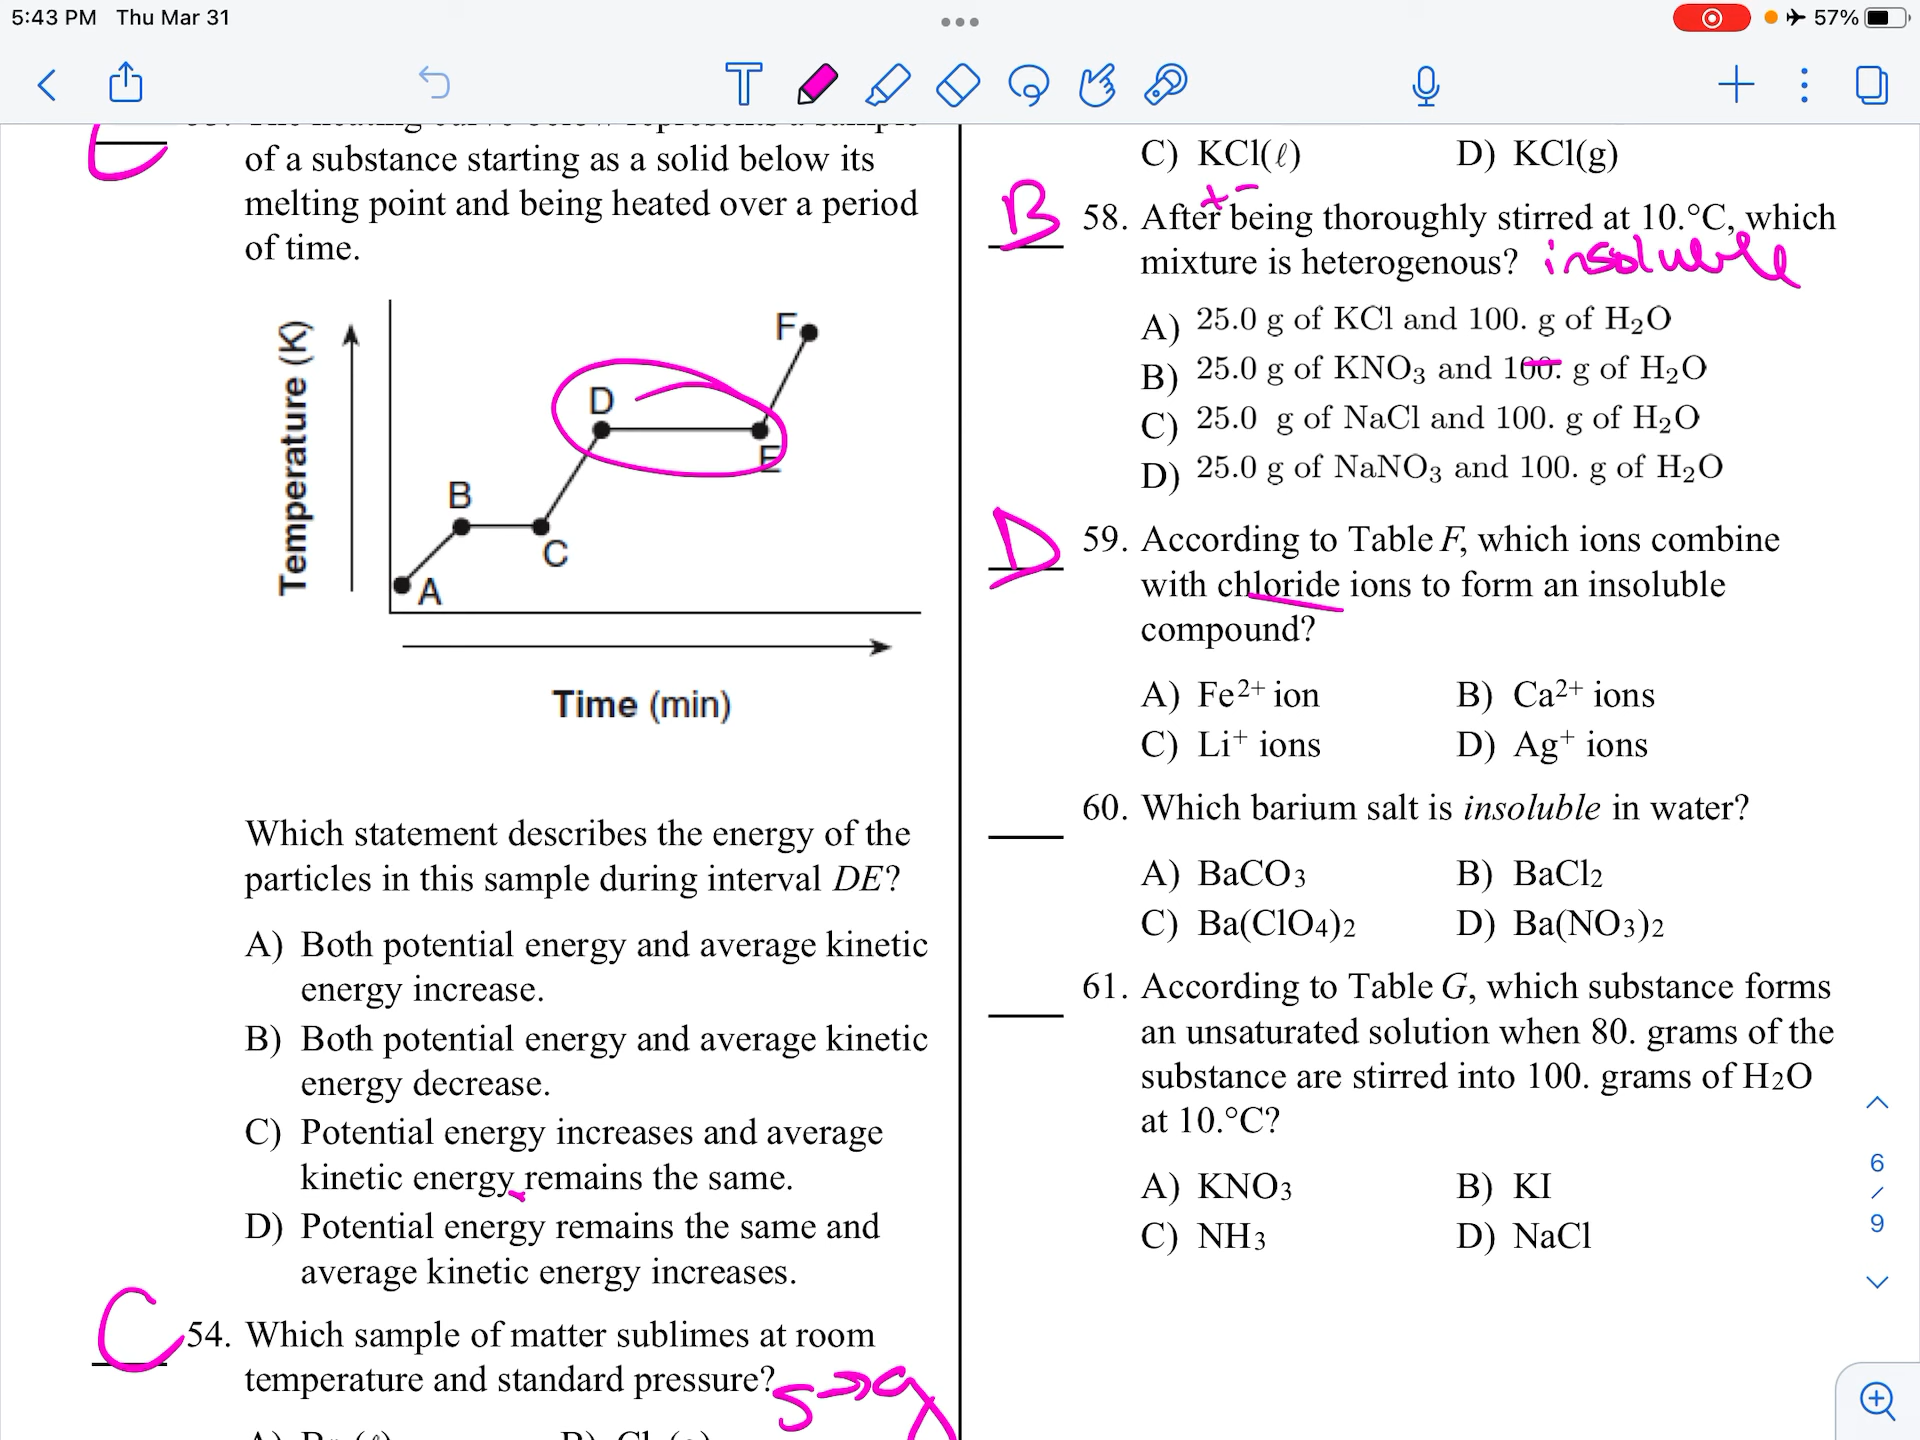 5:43 PM Thu Mar 31
57%
of a substance starting as a solid below its
melting point and being heated over a period
of time.
Temperature (K)
F
D
E
B
C
A
Time (min)
Which statement describes the energy of the
particles in this sample during interval DE?
A) Both potential energy and average kinetic
energy increase.
B) Both potential energy and average kinetic
energy decrease.
C) Potential energy increases and average
kinetic energy remains the same.
D) Potential energy remains the same and
average kinetic energy increases.
C 54. Which sample of matter sublimes at room
temperature and standard pressure?
s→g
C) KCl(ℓ) D) KCl(g)
+ -
B 58. After being thoroughly stirred at 10.°C, which
mixture is heterogenous? insoluble
A) 25.0 g of KCl and 100. g of H₂O
B) 25.0 g of KNO₃ and 100. g of H₂O
C) 25.0 g of NaCl and 100. g of H₂O
D) 25.0 g of NaNO₃ and 100. g of H₂O
D 59. According to Table F, which ions combine
with chloride ions to form an insoluble
compound?
A) Fe²⁺ ion B) Ca²⁺ ions
C) Li⁺ ions D) Ag⁺ ions
60. Which barium salt is insoluble in water?
A) BaCO₃ B) BaCl₂
C) Ba(ClO₄)₂ D) Ba(NO₃)₂
61. According to Table G, which substance forms
an unsaturated solution when 80. grams of the
substance are stirred into 100. grams of H₂O
at 10.°C?
A) KNO₃ B) KI
C) NH₃ D) NaCl
6
/
9